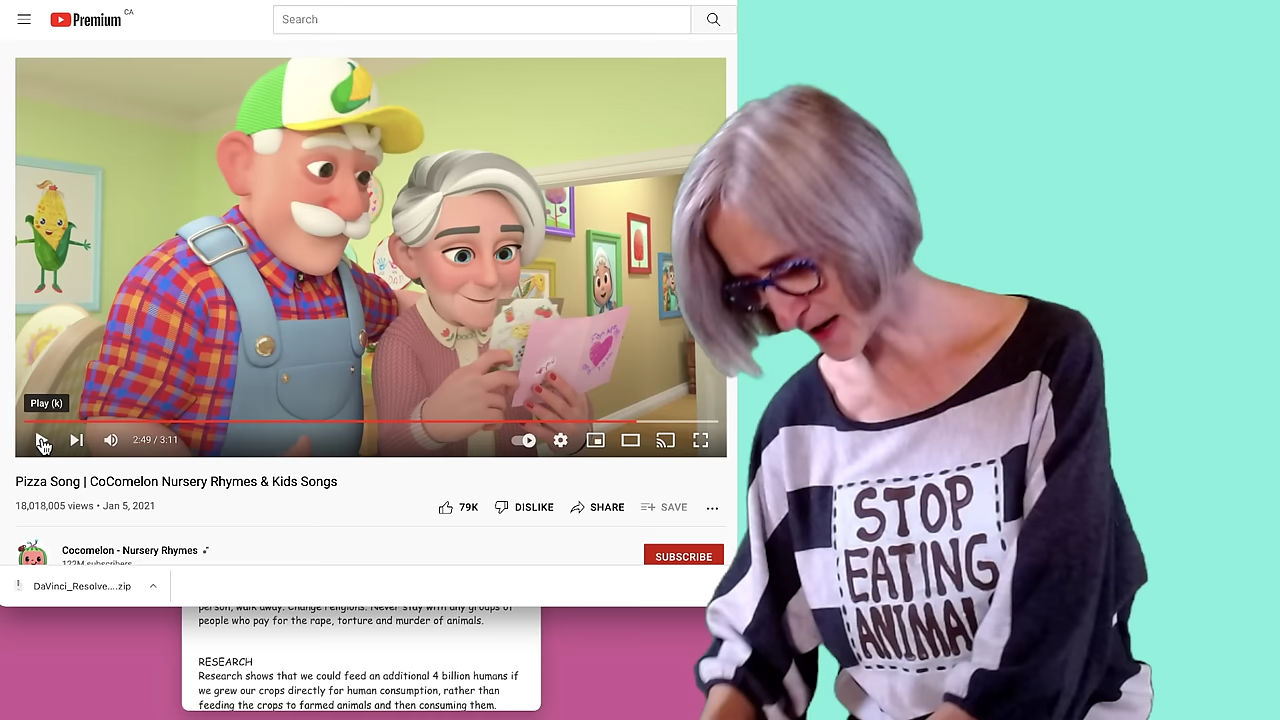 Premium CA
Search
Play (k)
2:49 / 3:11
Pizza Song | CoComelon Nursery Rhymes & Kids Songs
18,018,005 views • Jan 5, 2021
79K DISLIKE SHARE SAVE
Cocomelon - Nursery Rhymes
122M subscribers
SUBSCRIBE
DaVinci_Resolve....zip
person, walk away. Change religions. Never stay with any groups of
people who pay for the rape, torture and murder of animals.
RESEARCH
Research shows that we could feed an additional 4 billion humans if
we grew our crops directly for human consumption, rather than
feeding the crops to farmed animals and then consuming them.
STOP
EATING
ANIMAL